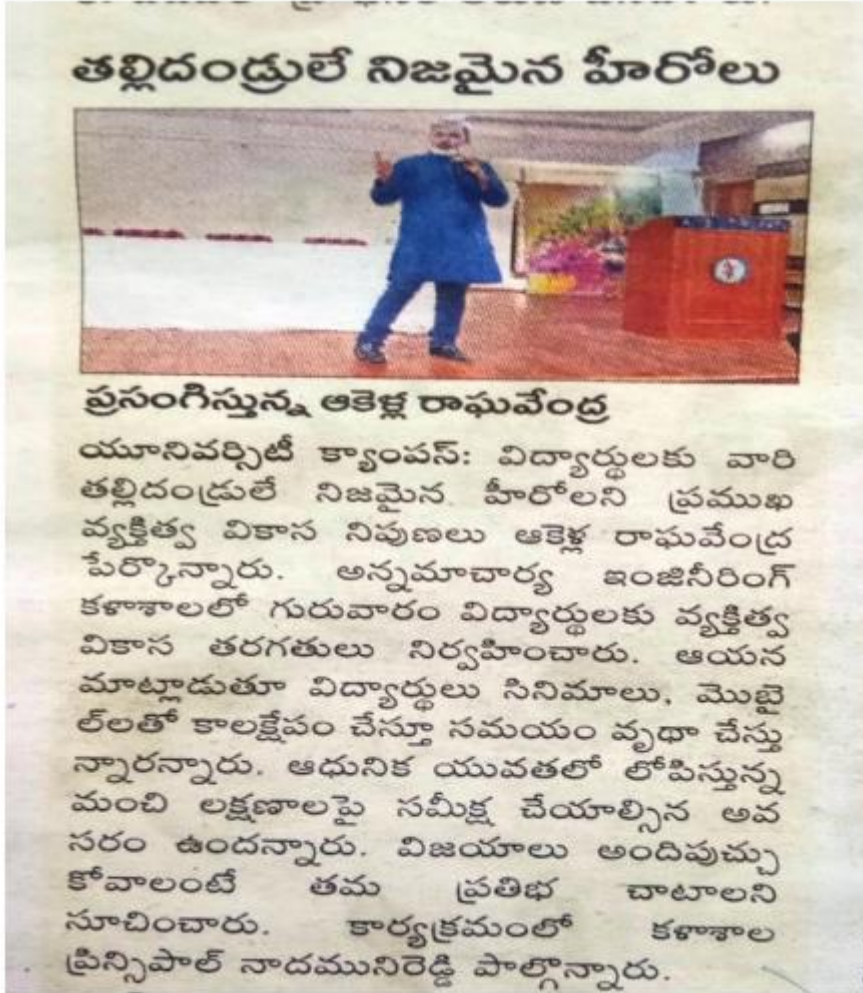 తల్లిదండ్రులే నిజమైన హీరోలు
ప్రసంగిస్తున్న ఆకెళ్ల రాఘవేంద్ర
యూనివర్సిటీ క్యాంపస్: విద్యార్థులకు వారి
తల్లిదండ్రులే నిజమైన హీరోలని ప్రముఖ
వ్యక్తిత్వ వికాస నిపుణలు ఆకెళ్ల రాఘవేంద్ర
పేర్కొన్నారు. అన్నమాచార్య ఇంజినీరింగ్
కళాశాలలో గురువారం విద్యార్థులకు వ్యక్తిత్వ
వికాస తరగతులు నిర్వహించారు. ఆయన
మాట్లాడుతూ విద్యార్థులు సినిమాలు, మొబై
ల్‌లతో కాలక్షేపం చేస్తూ సమయం వృథా చేస్తు
న్నారన్నారు. ఆధునిక యువతలో లోపిస్తున్న
మంచి లక్షణాలపై సమీక్ష చేయాల్సిన అవ
సరం ఉందన్నారు. విజయాలు అందిపుచ్చు
కోవాలంటే తమ ప్రతిభ చాటాలని
సూచించారు. కార్యక్రమంలో కళాశాల
ప్రిన్సిపాల్ నాదమునిరెడ్డి పాల్గొన్నారు.